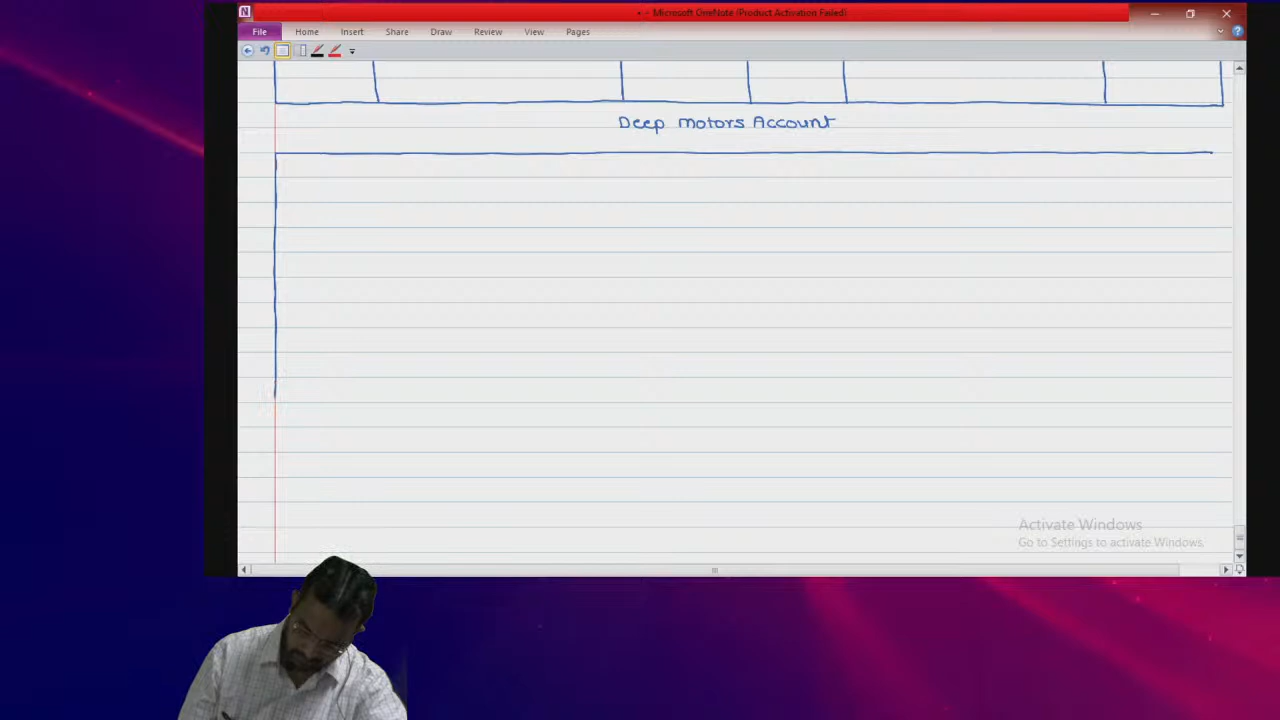 Microsoft OneNote (Product Activation Failed)
File Home Insert Share Draw Review View Pages
Deep motors Account
Activate Windows
Go to Settings to activate Windows.